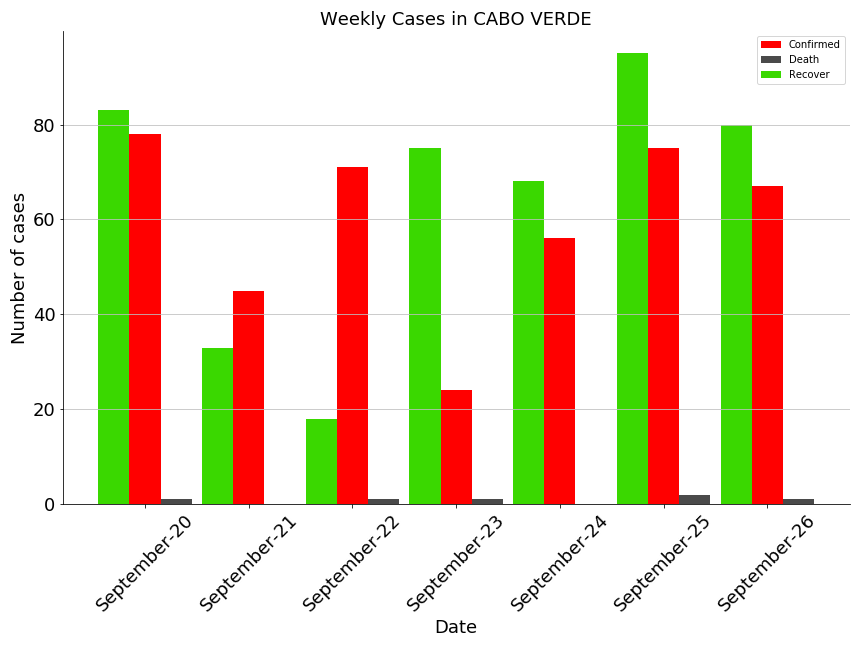 Weekly Cases in CABO VERDE
Confirmed
Death
Recover
Number of cases
80
60
40
20
0
September-20
September-21
September-22
September-23
September-24
September-25
September-26
Date